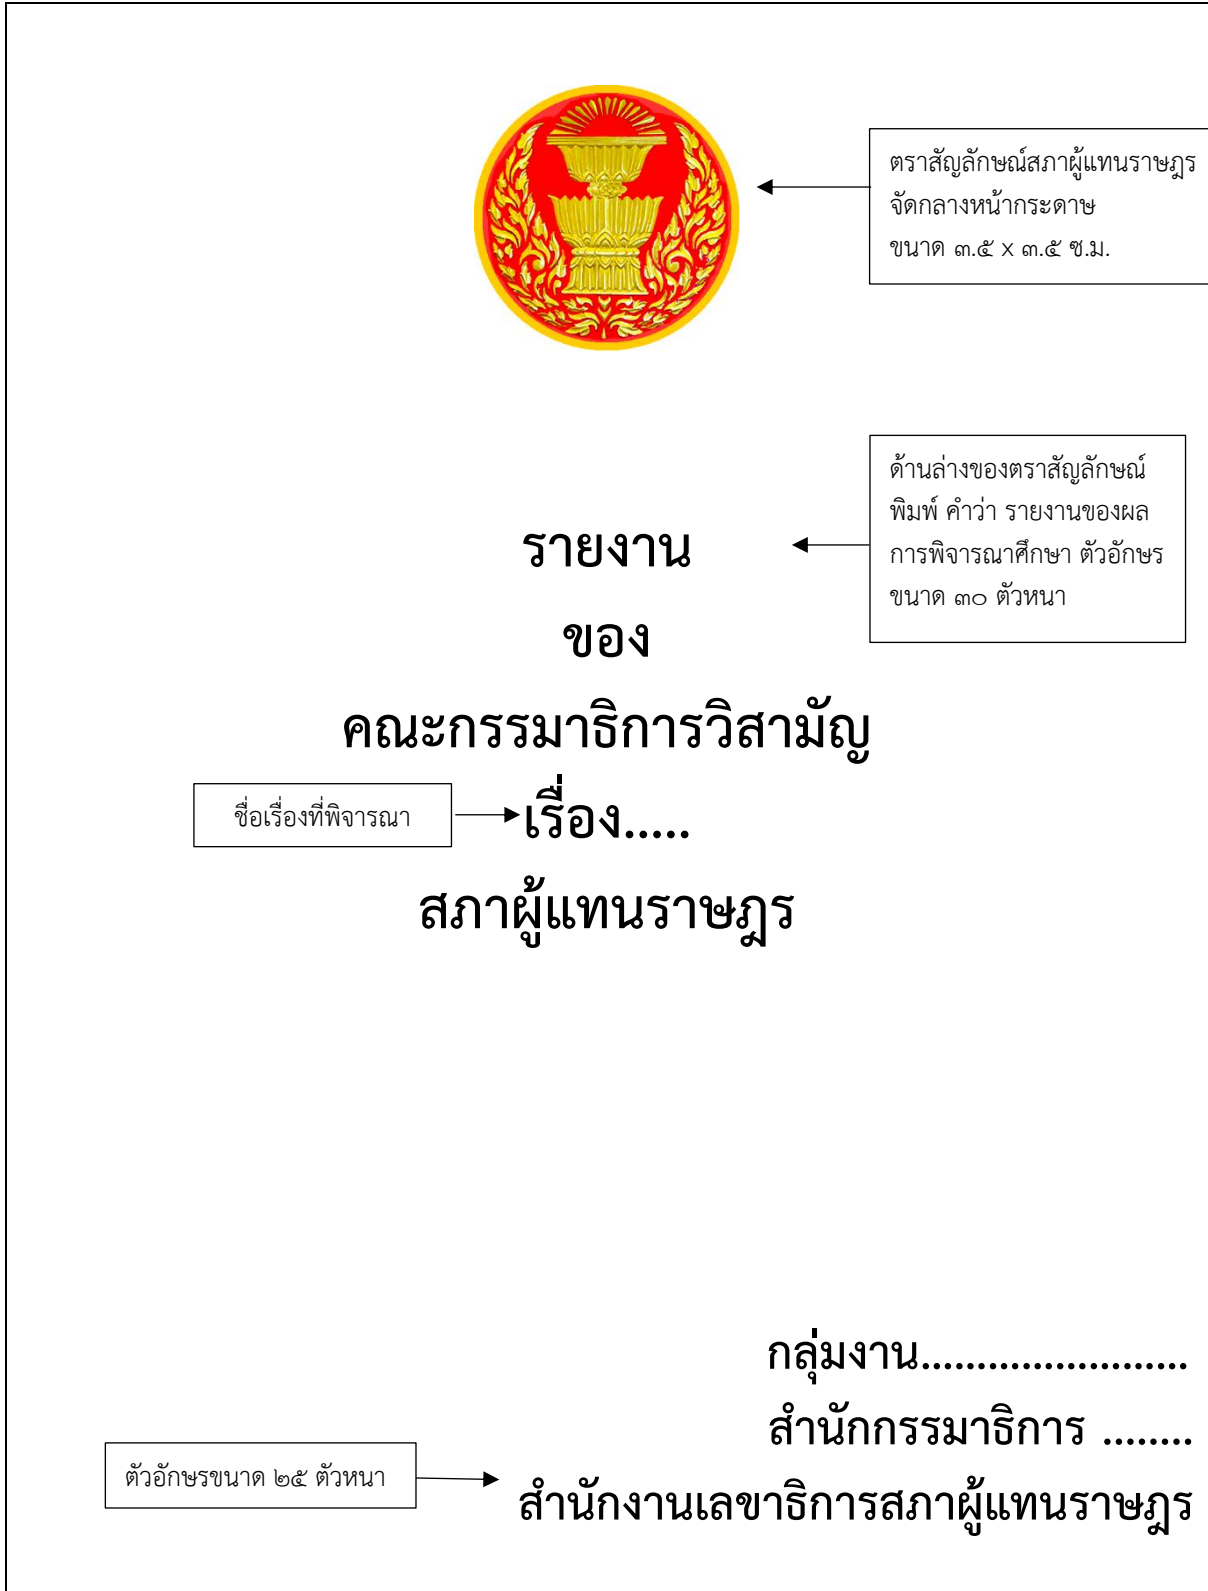 ตราสัญลักษณ์สภาผู้แทนราษฎร
จัดกลางหน้ากระดาษ
ขนาด ๓.๕ x ๓.๕ ซ.ม.
ด้านล่างของตราสัญลักษณ์
พิมพ์ คำว่า รายงานของผล
การพิจารณาศึกษา ตัวอักษร
ขนาด ๓๐ ตัวหนา
รายงาน
ของ
คณะกรรมาธิการวิสามัญ
ชื่อเรื่องที่พิจารณา
เรื่อง.....
สภาผู้แทนราษฎร
กลุ่มงาน........................
สำนักกรรมาธิการ ........
ตัวอักษรขนาด ๒๕ ตัวหนา
สำนักงานเลขาธิการสภาผู้แทนราษฎร